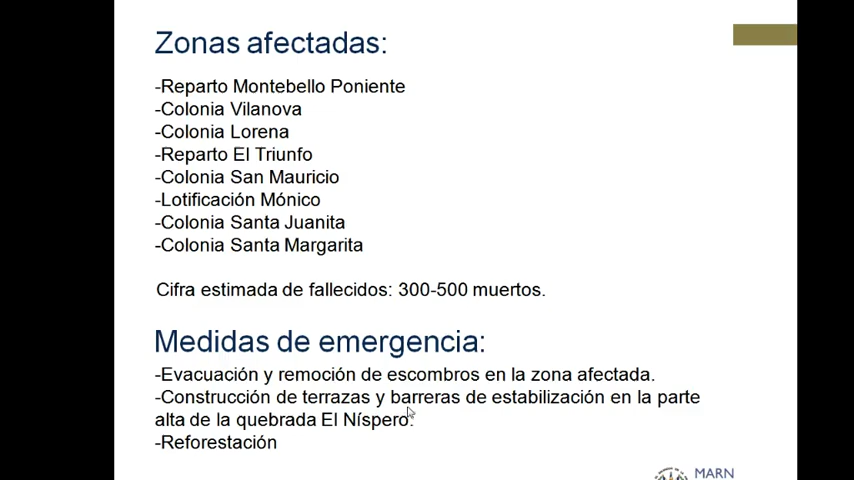 Zonas afectadas:
-Reparto Montebello Poniente
-Colonia Vilanova
-Colonia Lorena
-Reparto El Triunfo
-Colonia San Mauricio
-Lotificación Mónico
-Colonia Santa Juanita
-Colonia Santa Margarita
Cifra estimada de fallecidos: 300-500 muertos.
Medidas de emergencia:
-Evacuación y remoción de escombros en la zona afectada.
-Construcción de terrazas y barreras de estabilización en la parte
alta de la quebrada El Níspero.
-Reforestación
MARN